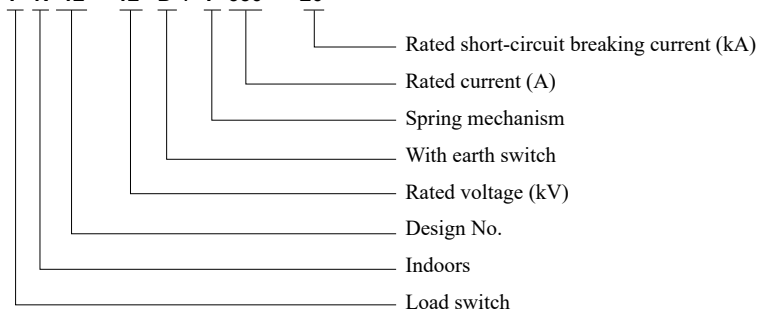 Rated short-circuit breaking current (kA)
Rated current (A)
Spring mechanism
With earth switch
Rated voltage (kV)
Design No.
Indoors
Load switch